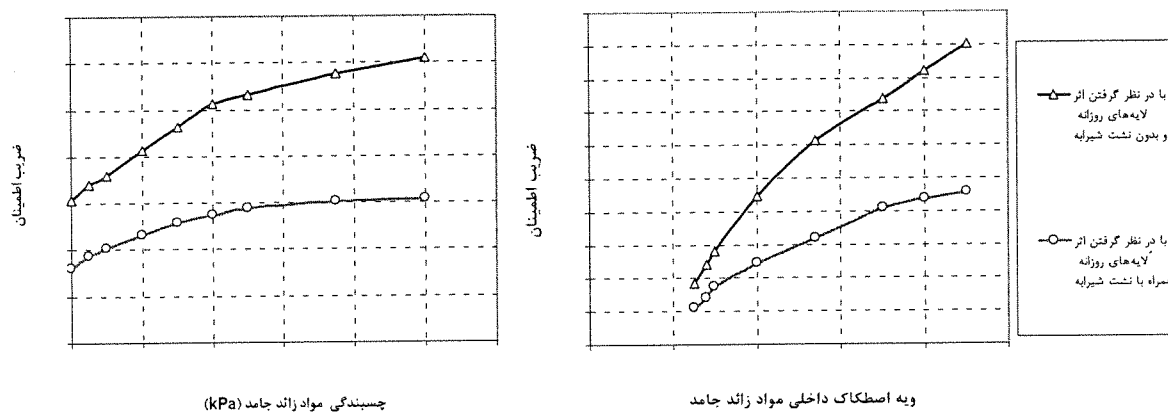 ضریب اطمینان
چسبندگی مواد زائد جامد (kPa)
ضریب اطمینان
ویه اصطکاک داخلی مواد زائد جامد
با در نظر گرفتن اثر
لایه‌های روزانه
و بدون نشت شیرابه
با در نظر گرفتن اثر
لایه‌های روزانه
همراه با نشت شیرابه